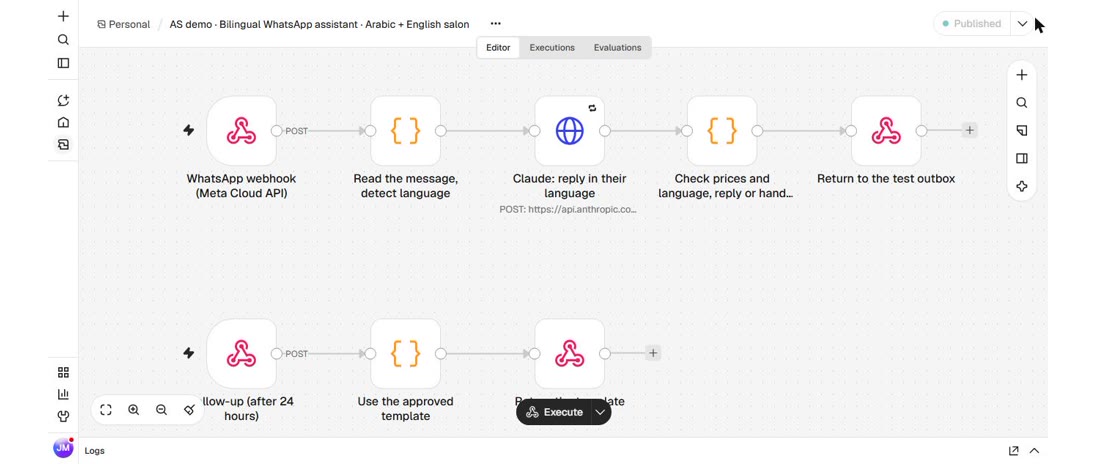 Personal / AS demo · Bilingual WhatsApp assistant · Arabic + English salon ...
Published
Editor Executions Evaluations
POST
WhatsApp webhook
(Meta Cloud API)
Read the message,
detect language
Claude: reply in their
language
POST: https://api.anthropic.co...
Check prices and
language, reply or hand...
Return to the test outbox
POST
(after 24
hours)
Use the approved
template
Execute
JM
Logs